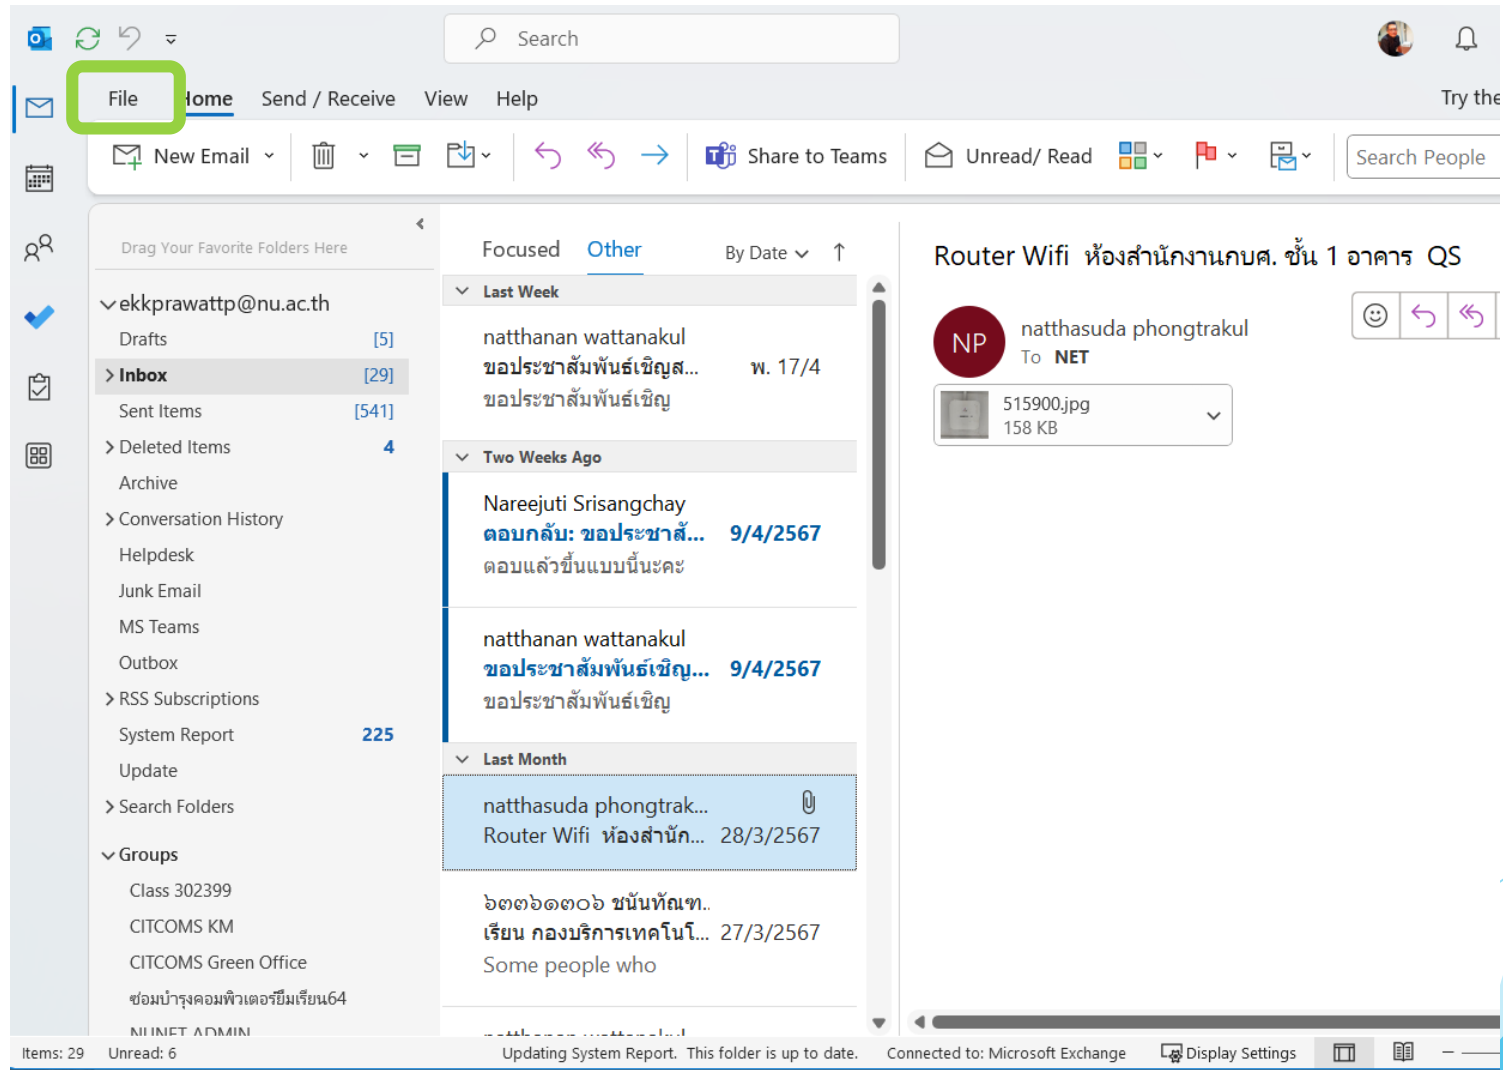 Search
File
Home
Send / Receive
View
Help
Try the
New Email
Share to Teams
Unread/ Read
Search People
Drag Your Favorite Folders Here
ekkprawattp@nu.ac.th
Drafts [5]
Inbox [29]
Sent Items [541]
Deleted Items 4
Archive
Conversation History
Helpdesk
Junk Email
MS Teams
Outbox
RSS Subscriptions
System Report 225
Update
Search Folders
Groups
Class 302399
CITCOMS KM
CITCOMS Green Office
ซ่อมบำรุงคอมพิวเตอร์ยืมเรียน64
NUNET ADMIN
Focused Other By Date
Last Week
natthanan wattanakul
ขอประชาสัมพันธ์เชิญส... พ. 17/4
ขอประชาสัมพันธ์เชิญ
Two Weeks Ago
Nareejuti Srisangchay
ตอบกลับ: ขอประชาสั... 9/4/2567
ตอบแล้วขึ้นแบบนี้นะคะ
natthanan wattanakul
ขอประชาสัมพันธ์เชิญ... 9/4/2567
ขอประชาสัมพันธ์เชิญ
Last Month
natthasuda phongtrak...
Router Wifi ห้องสำนัก... 28/3/2567
๖๓๓๖๑๓๐๖ ชนันทัณฑ..
เรียน กองบริการเทคโนโ... 27/3/2567
Some people who
natthanan wattanakul
Router Wifi ห้องสำนักงานกบศ. ชั้น 1 อาคาร QS
NP
natthasuda phongtrakul
To NET
515900.jpg
158 KB
Items: 29
Unread: 6
Updating System Report. This folder is up to date.
Connected to: Microsoft Exchange
Display Settings